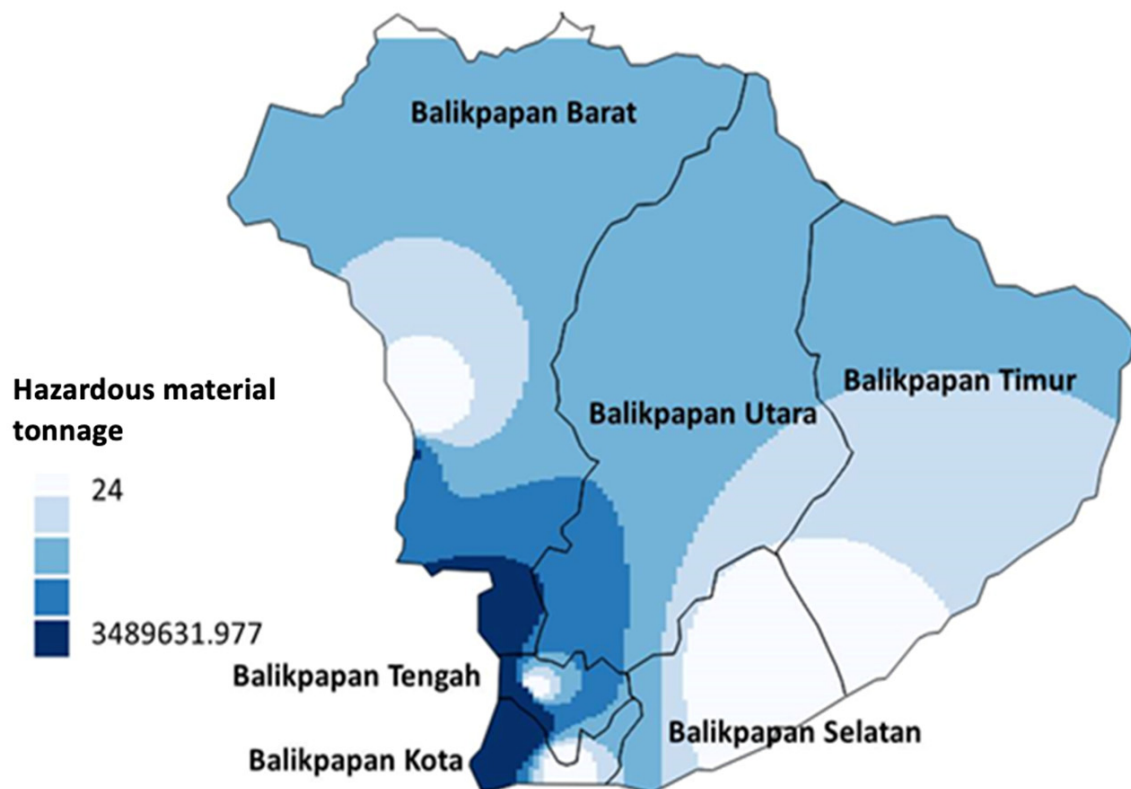 Balikpapan Barat
Balikpapan Timur
Balikpapan Utara
Hazardous material
tonnage
24
3489631.977
Balikpapan Tengah
Balikpapan Selatan
Balikpapan Kota